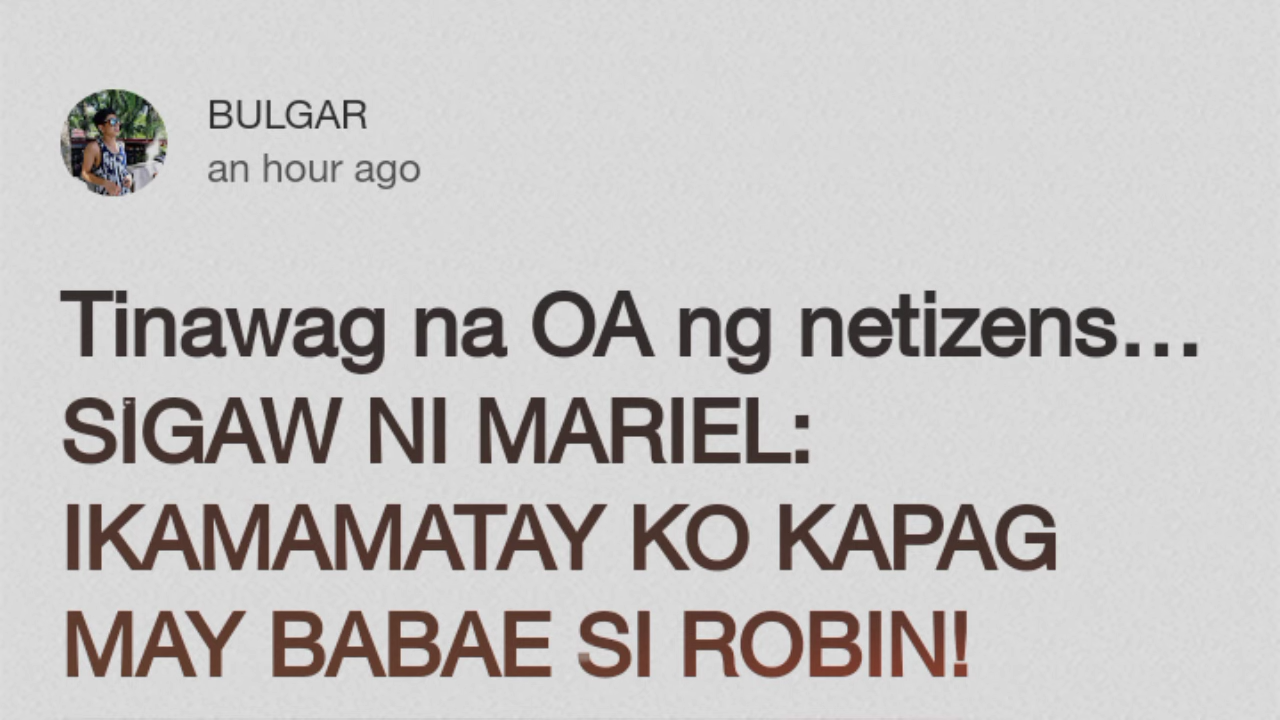 BULGAR
an hour ago
Tinawag na OA ng netizens...
SIGAW NI MARIEL:
IKAMAMATAY KO KAPAG
MAY BABAE SI ROBIN!